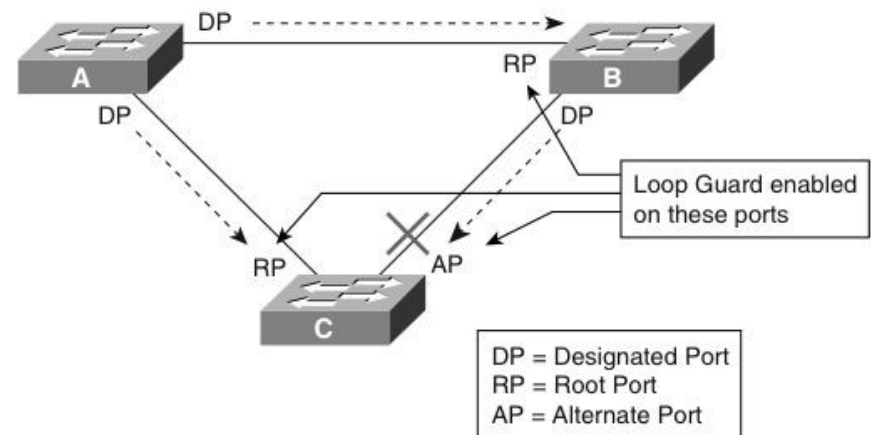 DP
A
RP
B
DP
DP
Loop Guard enabled
on these ports
RP
AP
C
DP = Designated Port
RP = Root Port
AP = Alternate Port